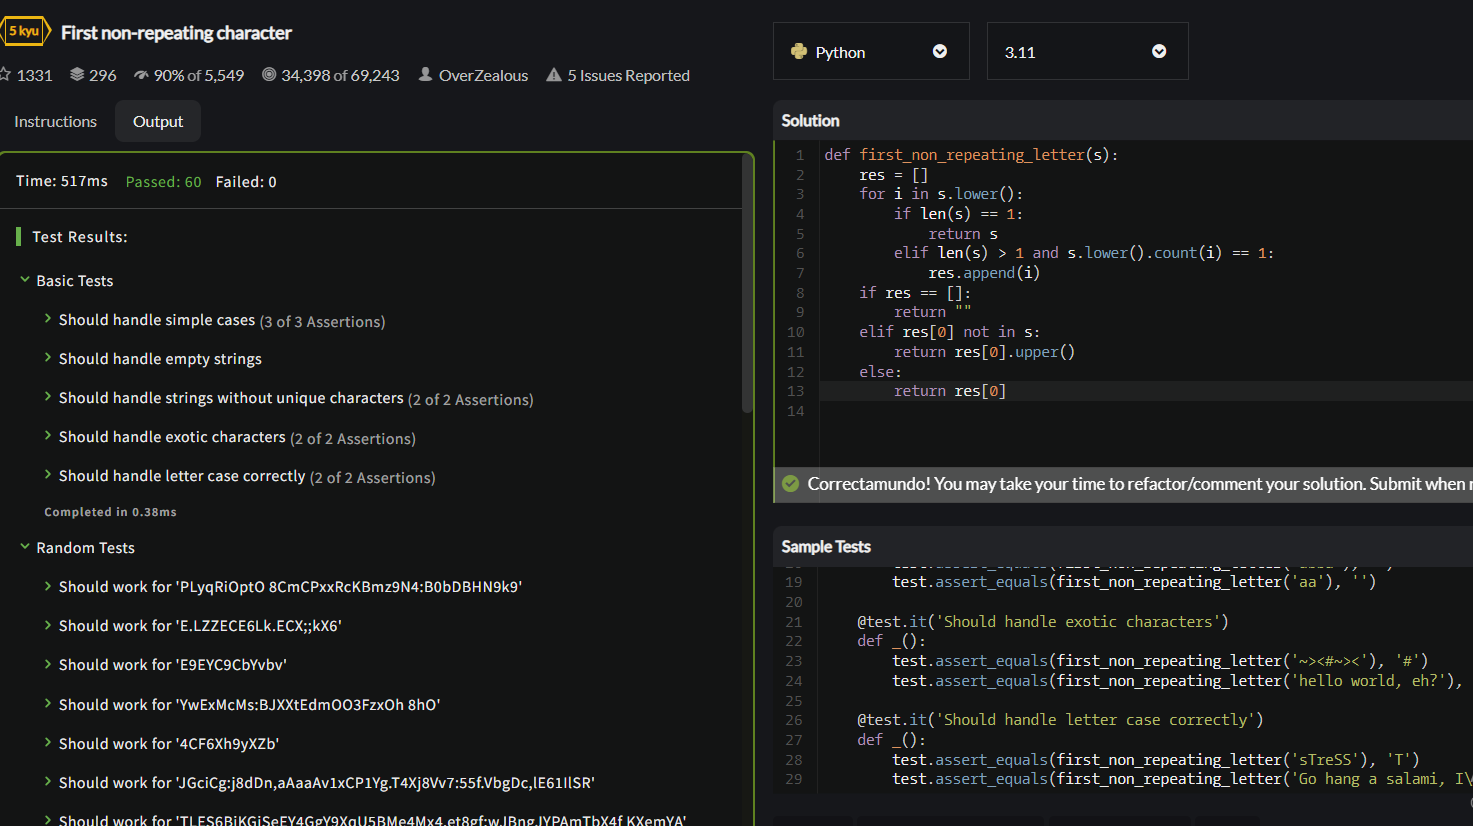 5 kyu First non-repeating character
1331 296 90% of 5,549 34,398 of 69,243 OverZealous 5 Issues Reported
Instructions Output
Time: 517ms Passed: 60 Failed: 0
Test Results:
Basic Tests
Should handle simple cases (3 of 3 Assertions)
Should handle empty strings
Should handle strings without unique characters (2 of 2 Assertions)
Should handle exotic characters (2 of 2 Assertions)
Should handle letter case correctly (2 of 2 Assertions)
Completed in 0.38ms
Random Tests
Should work for 'PLyqRiOptO 8CmCPxxRcKBmz9N4:B0bDBHN9k9'
Should work for 'E.LZZECE6Lk.ECX;;kX6'
Should work for 'E9EYC9CbYvbv'
Should work for 'YwExMcMs:BJXXtEdmOO3FzxOh 8hO'
Should work for '4CF6Xh9yXZb'
Should work for 'JGciCg:j8dDn,aAaaAv1xCP1Yg.T4Xj8Vv7:55f.VbgDc,lE61IlSR'
Should work for 'TLES6BiKGiSeEY4GgY9XqU5BMe4Mx4.et8gf:wJBngJYPAmTbX4f KXemYA'
Python 3.11
Solution
1 def first_non_repeating_letter(s):
2 res = []
3 for i in s.lower():
4 if len(s) == 1:
5 return s
6 elif len(s) > 1 and s.lower().count(i) == 1:
7 res.append(i)
8 if res == []:
9 return ""
10 elif res[0] not in s:
11 return res[0].upper()
12 else:
13 return res[0]
14
Correctamundo! You may take your time to refactor/comment your solution. Submit when
Sample Tests
19 test.assert_equals(first_non_repeating_letter('aa'), '')
20
21 @test.it('Should handle exotic characters')
22 def _():
23 test.assert_equals(first_non_repeating_letter('~><#~><'), '#')
24 test.assert_equals(first_non_repeating_letter('hello world, eh?'),
25
26 @test.it('Should handle letter case correctly')
27 def _():
28 test.assert_equals(first_non_repeating_letter('sTreSS'), 'T')
29 test.assert_equals(first_non_repeating_letter('Go hang a salami, I\